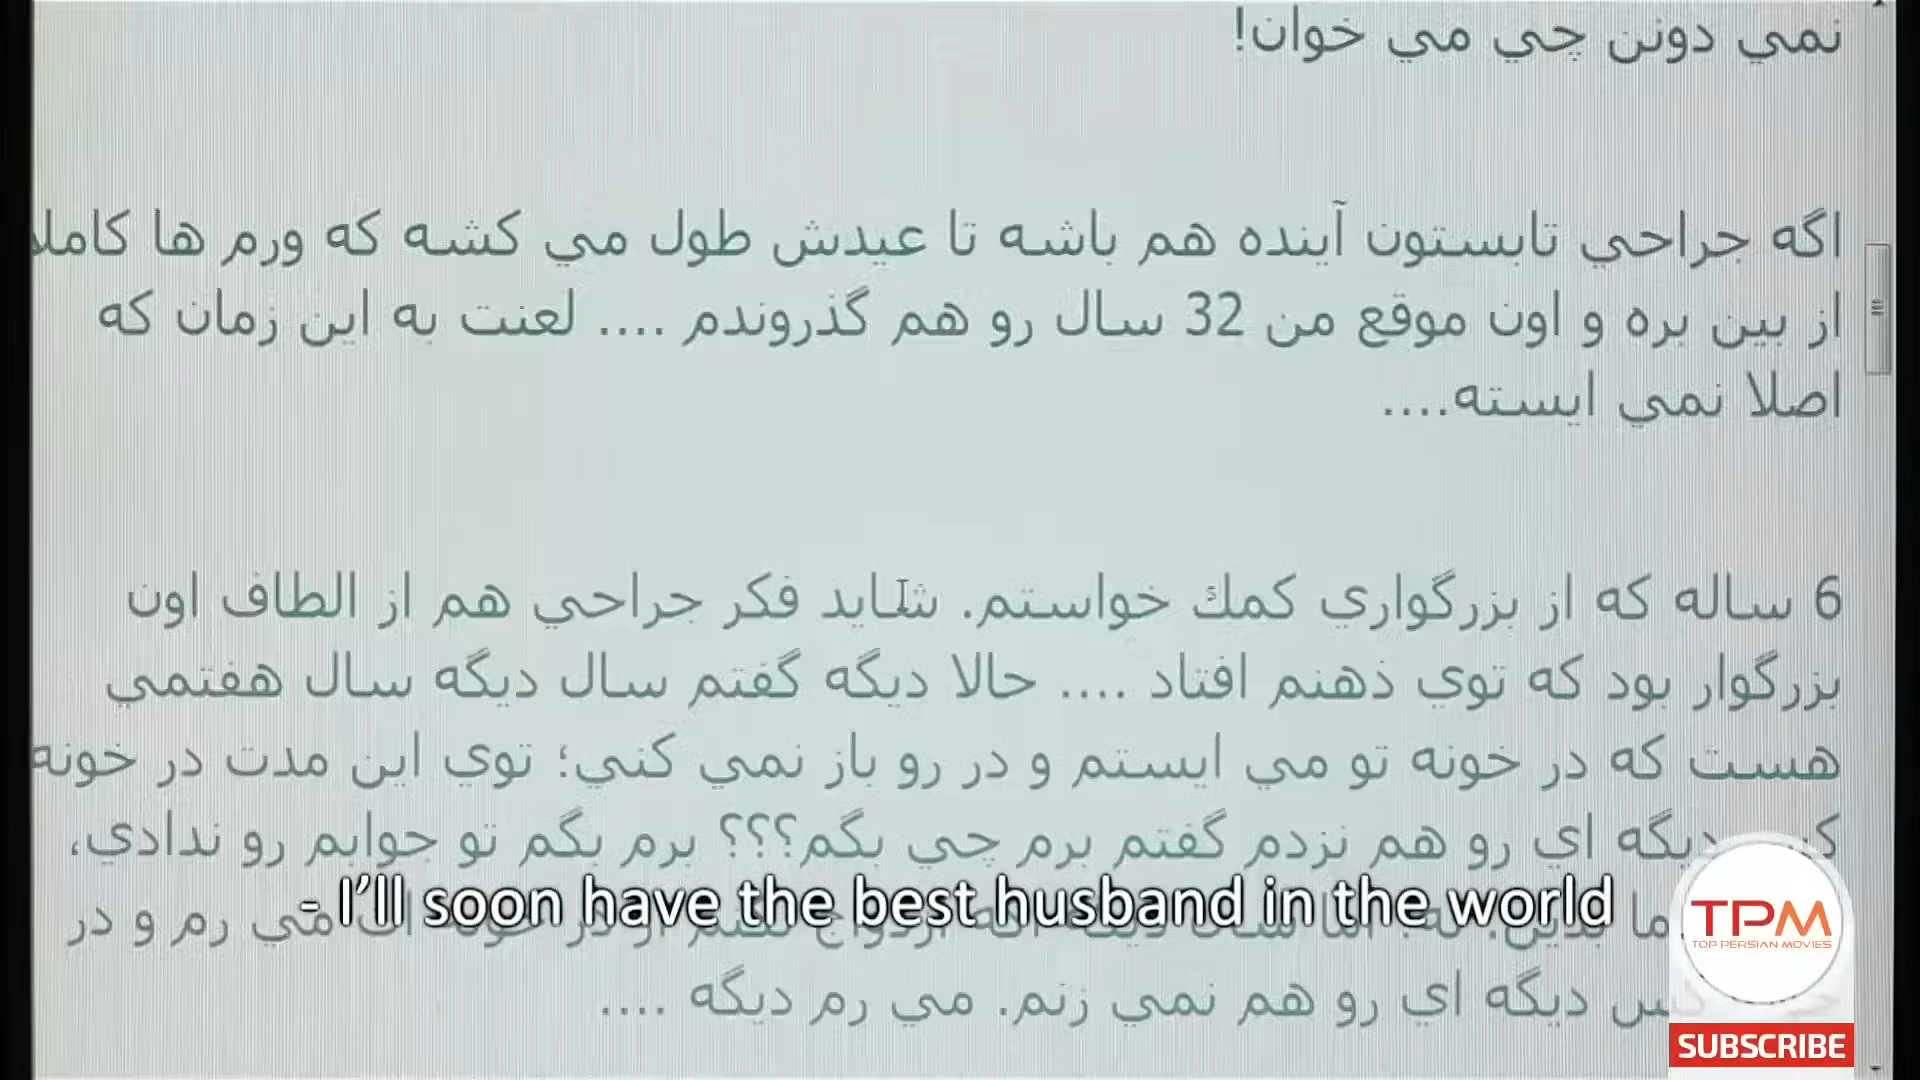 نمي دونن چي مي خوان!
اگه جراحي تابستون آينده هم باشه تا عيدش طول مي كشه كه ورم ها كاملا
از بين بره و اون موقع من 32 سال رو هم گذروندم .... لعنت به اين زمان كه
اصلا نمي ايسته....
6 ساله كه از بزرگواري كمك خواستم. شايد فكر جراحي هم از الطاف اون
بزرگوار بود كه توي ذهنم افتاد .... حالا ديگه گفتم سال ديگه سال هفتمي
هست كه در خونه تو مي ايستم و در رو باز نمي كني؛ توي اين مدت در خونه
ديگه اي رو هم نزدم گفتم برم چي بگم؟؟؟ برم بگم تو جوابم رو ندادي،
مي رم و در
ديگه اي رو هم نمي زنم. مي رم ديگه ....
- I'll soon have the best husband in the world
TPM
TOP PERSIAN MOVIES
SUBSCRIBE